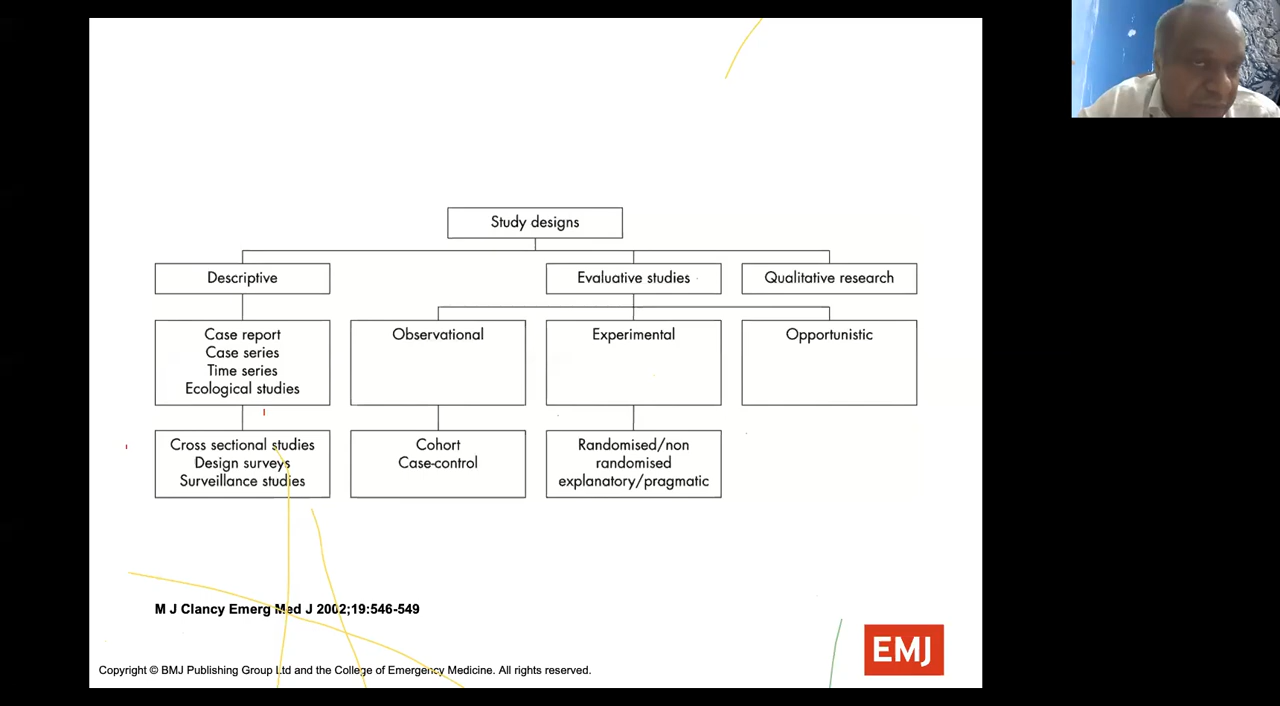 Study designs
Descriptive
Evaluative studies
Qualitative research
Case report
Case series
Time series
Ecological studies
Observational
Experimental
Opportunistic
Cross sectional studies
Design surveys
Surveillance studies
Cohort
Case-control
Randomised/non
randomised
explanatory/pragmatic
M J Clancy Emerg Med J 2002;19:546-549
EMJ
Copyright © BMJ Publishing Group Ltd and the College of Emergency Medicine. All rights reserved.